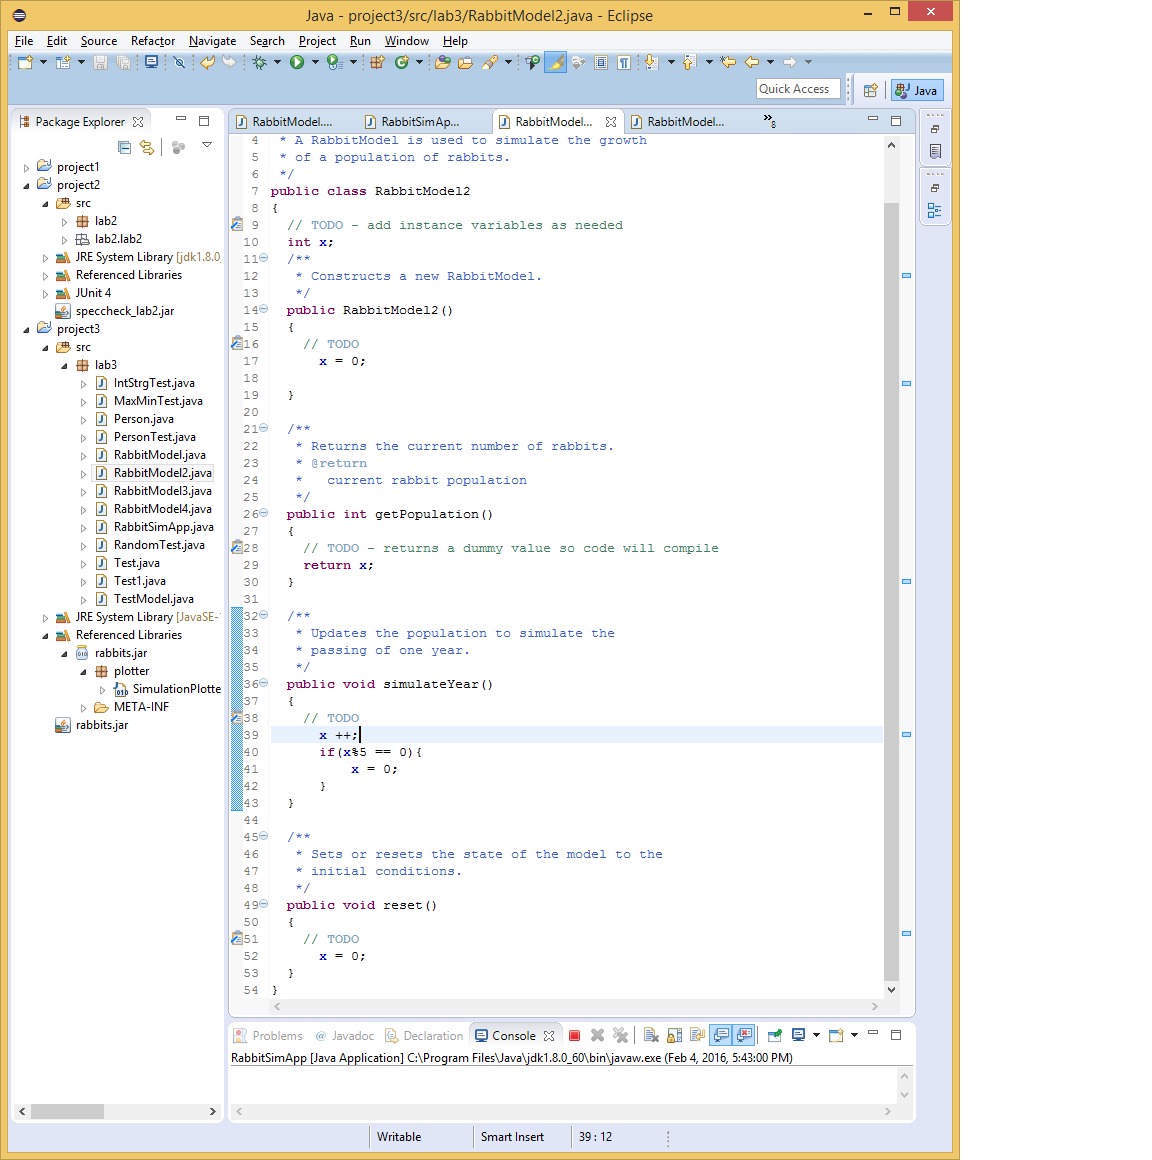 Java - project3/src/lab3/RabbitModel2.java - Eclipse
File Edit Source Refactor Navigate Search Project Run Window Help
Quick Access
Java
Package Explorer
project1
project2
src
lab2
lab2.lab2
JRE System Library [jdk1.8.0_
Referenced Libraries
JUnit 4
speccheck_lab2.jar
project3
src
lab3
IntStrgTest.java
MaxMinTest.java
Person.java
PersonTest.java
RabbitModel.java
RabbitModel2.java
RabbitModel3.java
RabbitModel4.java
RabbitSimApp.java
RandomTest.java
Test.java
Test1.java
TestModel.java
JRE System Library [JavaSE-
Referenced Libraries
rabbits.jar
plotter
SimulationPlotte
META-INF
rabbits.jar
RabbitModel.... RabbitSimAp... RabbitModel... RabbitModel... »8
4 * A RabbitModel is used to simulate the growth
5 * of a population of rabbits.
6 */
7 public class RabbitModel2
8 {
9 // TODO - add instance variables as needed
10 int x;
11 /**
12 * Constructs a new RabbitModel.
13 */
14 public RabbitModel2()
15 {
16 // TODO
17 x = 0;
18
19 }
20
21 /**
22 * Returns the current number of rabbits.
23 * @return
24 * current rabbit population
25 */
26 public int getPopulation()
27 {
28 // TODO - returns a dummy value so code will compile
29 return x;
30 }
31
32 /**
33 * Updates the population to simulate the
34 * passing of one year.
35 */
36 public void simulateYear()
37 {
38 // TODO
39 x ++;
40 if(x%5 == 0){
41 x = 0;
42 }
43 }
44
45 /**
46 * Sets or resets the state of the model to the
47 * initial conditions.
48 */
49 public void reset()
50 {
51 // TODO
52 x = 0;
53 }
54 }
Problems @ Javadoc Declaration Console
RabbitSimApp [Java Application] C:\Program Files\Java\jdk1.8.0_60\bin\javaw.exe (Feb 4, 2016, 5:43:00 PM)
Writable Smart Insert 39 : 12